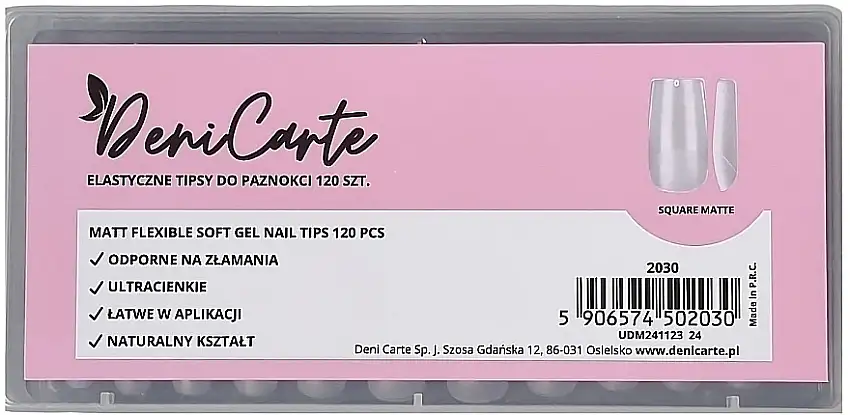 DeniCarte
ELASTYCZNE TIPSY DO PAZNOKCI 120 SZT.
SQUARE MATTE
MATT FLEXIBLE SOFT GEL NAIL TIPS 120 PCS
✓ ODPORNE NA ZŁAMANIA
✓ ULTRACIENKIE
✓ ŁATWE W APLIKACJI
✓ NATURALNY KSZTAŁT
2030
5 906574 502030
UDM241123 24
Made in P.R.C.
Deni Carte Sp. J. Szosa Gdańska 12, 86-031 Osielsko www.denicarte.pl